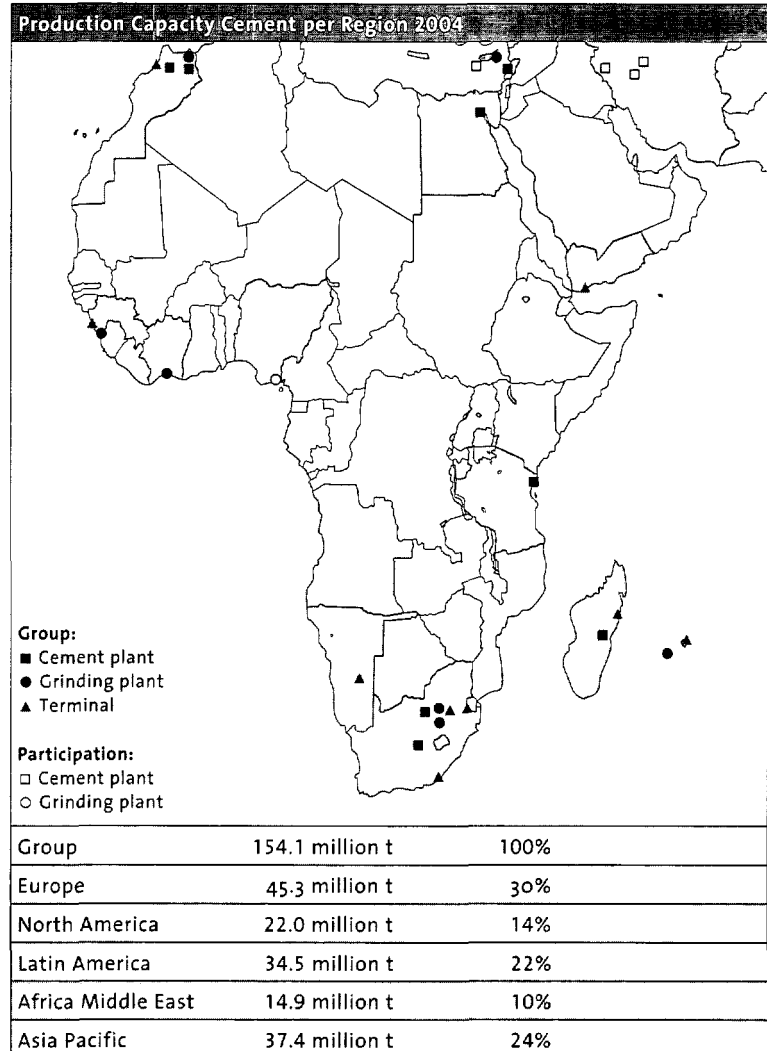 Production Capacity Cement per Region 2004
Group:
■ Cement plant
● Grinding plant
▲ Terminal
Participation:
□ Cement plant
○ Grinding plant
Group 154.1 million t 100%
Europe 45.3 million t 30%
North America 22.0 million t 14%
Latin America 34.5 million t 22%
Africa Middle East 14.9 million t 10%
Asia Pacific 37.4 million t 24%